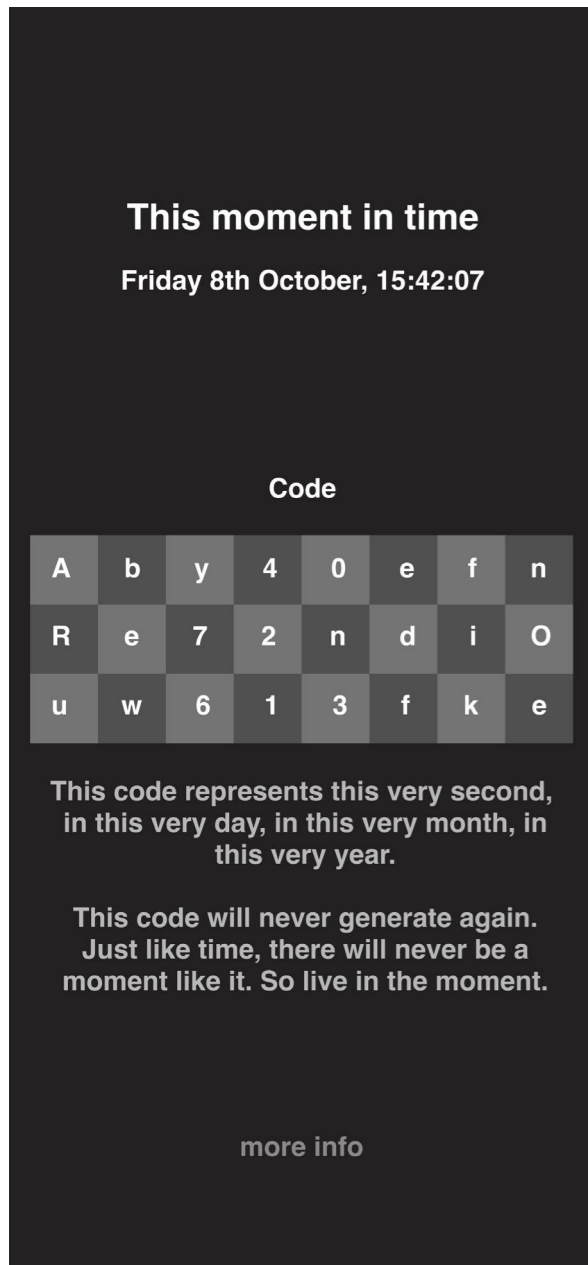 This moment in time
Friday 8th October, 15:42:07
Code
A b y 4 0 e f n
R e 7 2 n d i O
u w 6 1 3 f k e
This code represents this very second,
in this very day, in this very month, in
this very year.
This code will never generate again.
Just like time, there will never be a
moment like it. So live in the moment.
more info